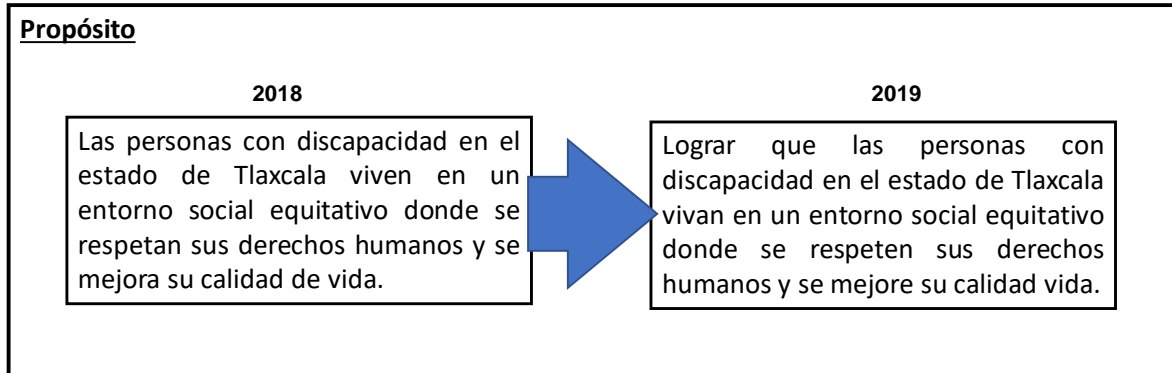 Propósito
2018
Las personas con discapacidad en el
estado de Tlaxcala viven en un
entorno social equitativo donde se
respetan sus derechos humanos y se
mejora su calidad de vida.
2019
Lograr que las personas con
discapacidad en el estado de Tlaxcala
vivan en un entorno social equitativo
donde se respeten sus derechos
humanos y se mejore su calidad vida.